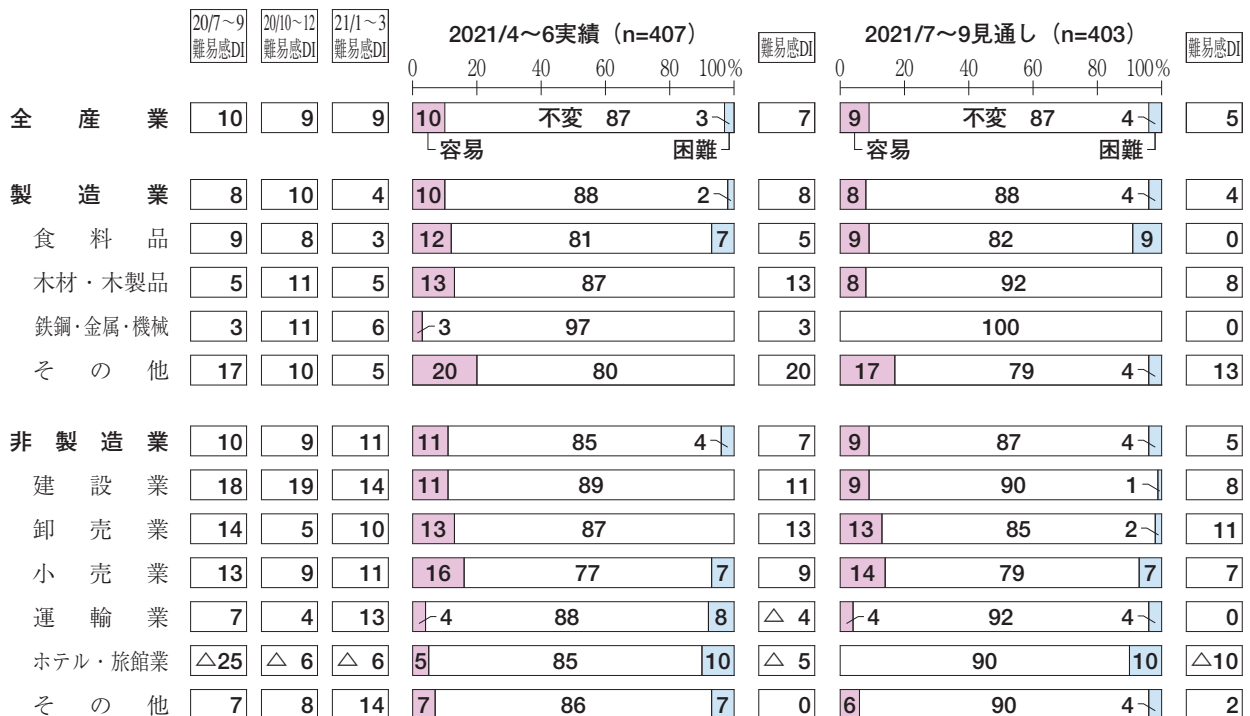 20/7～9 20/10～12 21/1～3
難易感DI 難易感DI 難易感DI 2021/4～6実績（n=407） 難易感DI 2021/7～9見通し（n=403） 難易感DI
0 20 40 60 80 100% 0 20 40 60 80 100%
全産業 10 9 9 10 不変 87 3 7 9 不変 87 4 5
容易 困難 容易 困難
製造業 8 10 4 10 88 2 8 8 88 4 4
食料品 9 8 3 12 81 7 5 9 82 9 0
木材・木製品 5 11 5 13 87 13 8 92 8
鉄鋼・金属・機械 3 11 6 3 97 3 100 0
その他 17 10 5 20 80 20 17 79 4 13
非製造業 10 9 11 11 85 4 7 9 87 4 5
建設業 18 19 14 11 89 11 9 90 1 8
卸売業 14 5 10 13 87 13 13 85 2 11
小売業 13 9 11 16 77 7 9 14 79 7 7
運輸業 7 4 13 4 88 8 △ 4 4 92 4 0
ホテル・旅館業 △25 △ 6 △ 6 5 85 10 △ 5 90 10 △10
その他 7 8 14 7 86 7 0 6 90 4 2